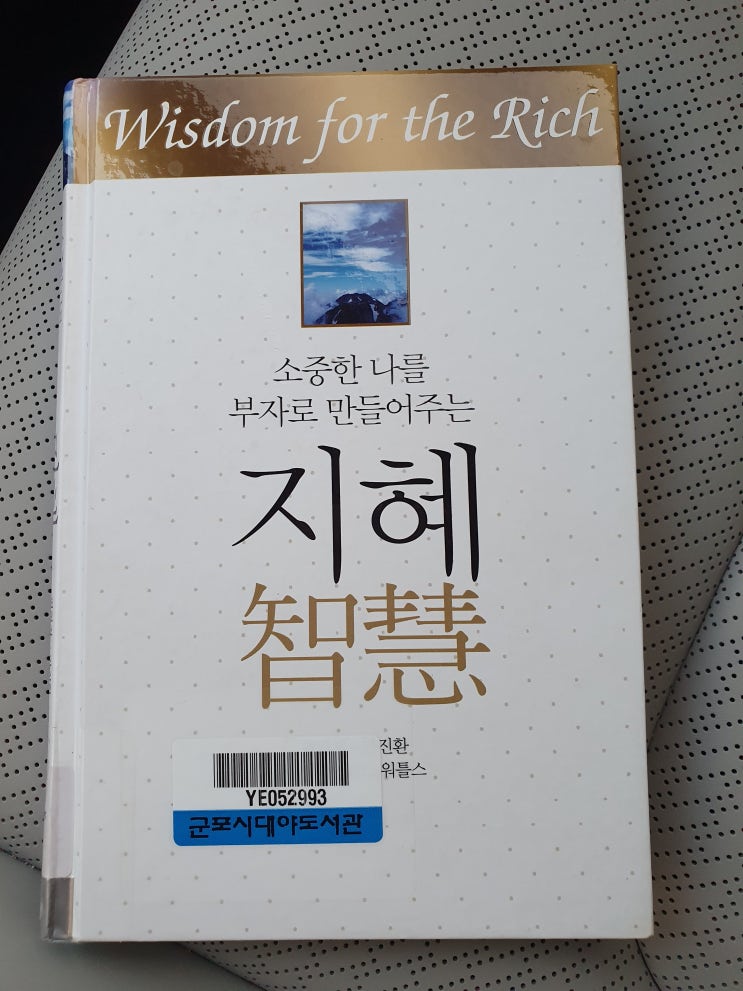 Wisdom for the Rich
소중한 나를
부자로 만들어주는
지혜
智慧
진환
워틀스
YE052993
군포시대야도서관